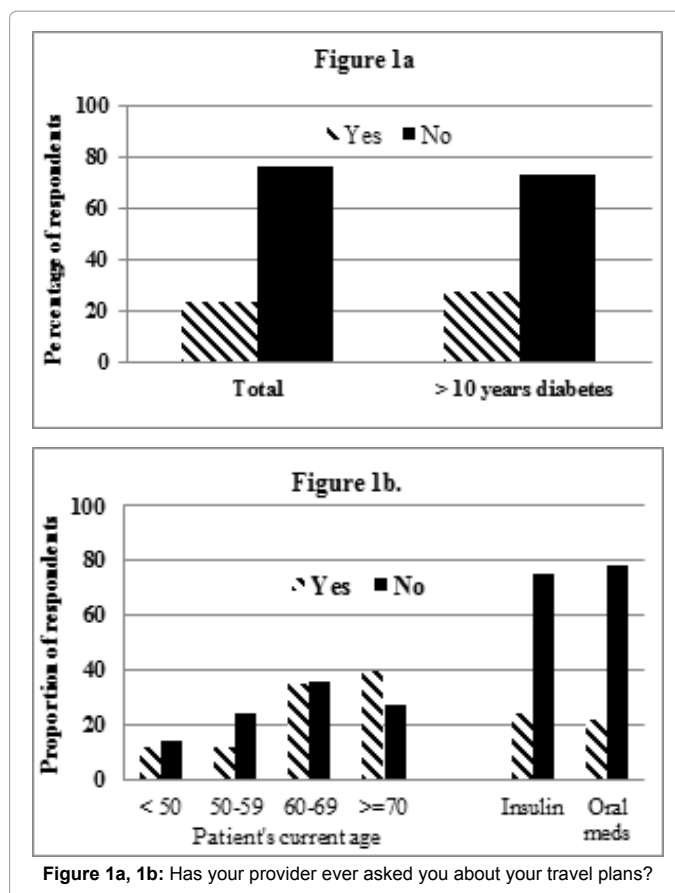 Figure 1a
Percentage of respondents
100
80
60
40
20
0
Yes No
Total > 10 years diabetes
Figure 1b.
Proportion of respondents
100
80
60
40
20
0
Yes No
< 50 50-59 60-69 >=70 Insulin Oral
meds
Patient's current age
Figure 1a, 1b: Has your provider ever asked you about your travel plans?